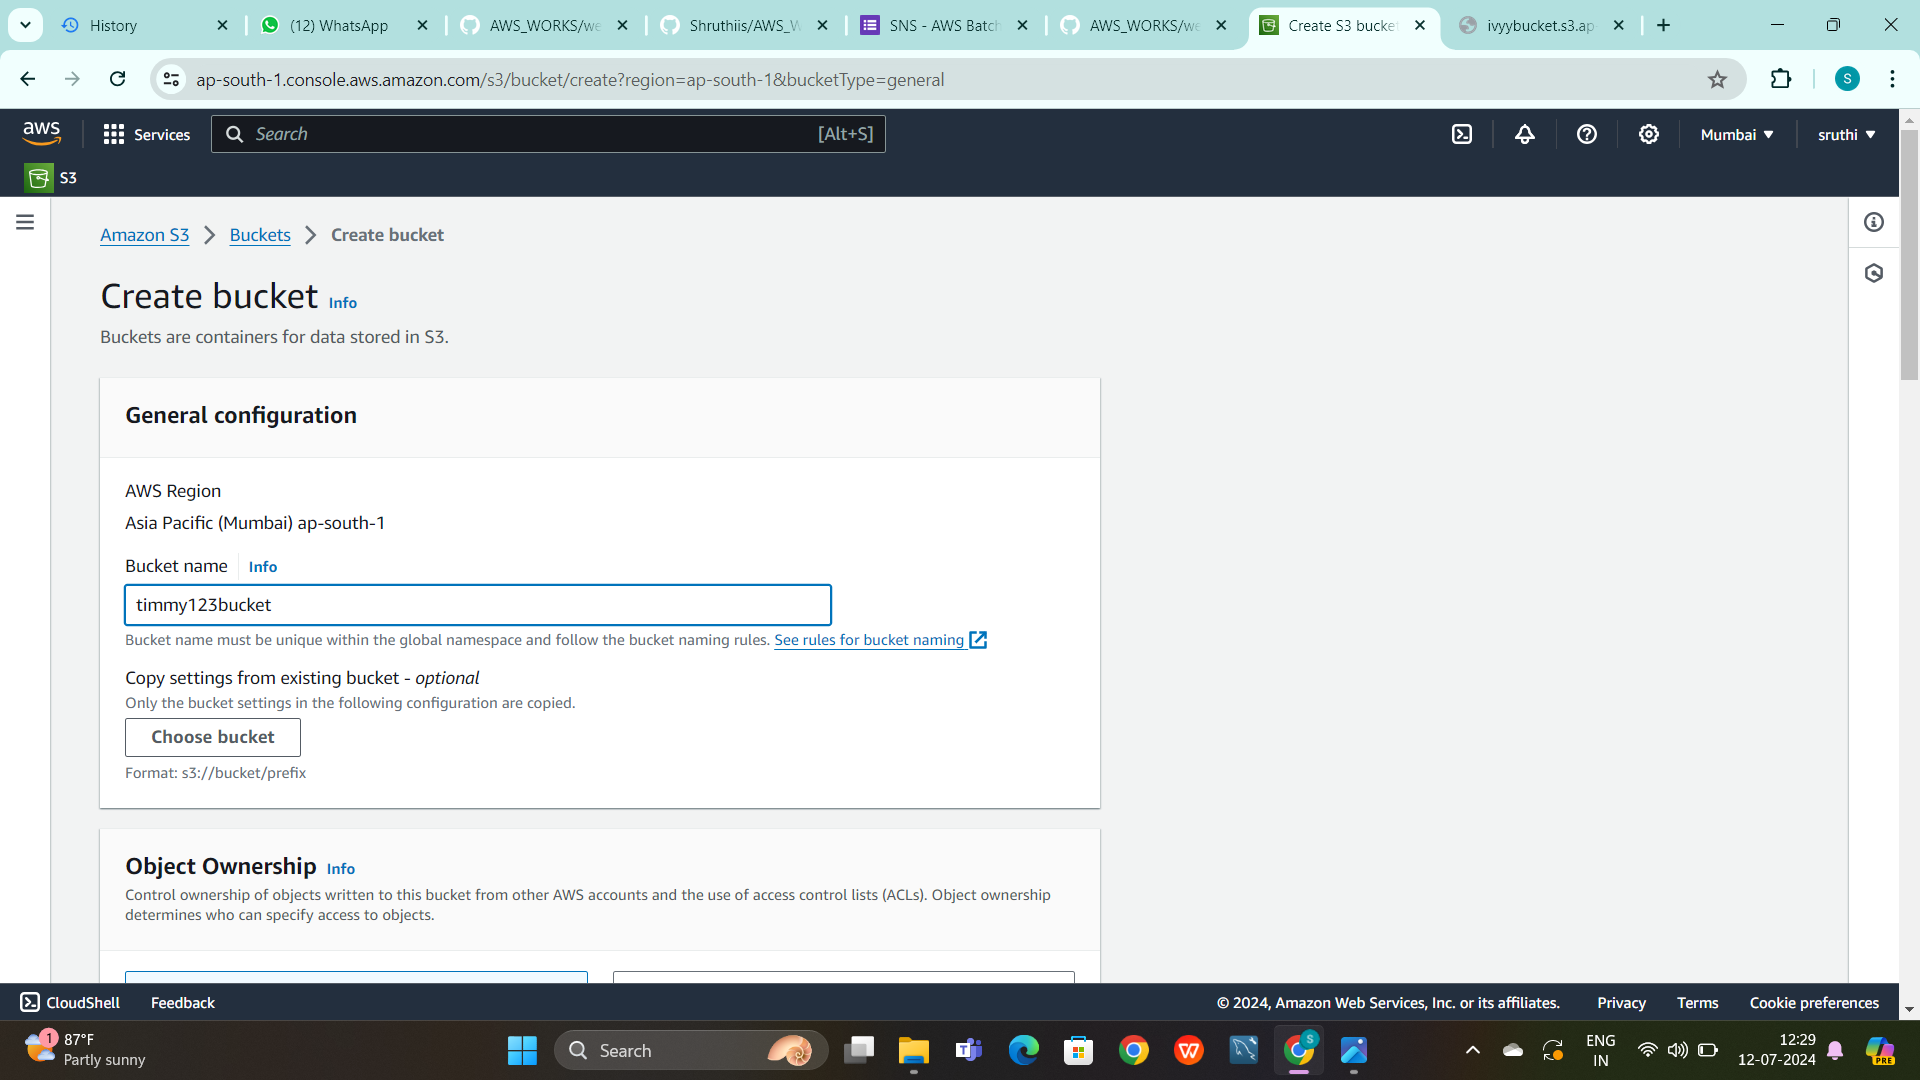 History
(12) WhatsApp
AWS_WORKS/we
Shruthiis/AWS_W
SNS - AWS Batch
AWS_WORKS/we
Create S3 bucket
ivyybucket.s3.ap
ap-south-1.console.aws.amazon.com/s3/bucket/create?region=ap-south-1&bucketType=general
S
aws
Services
Search
[Alt+S]
Mumbai
sruthi
S3
Amazon S3
Buckets
Create bucket
Create bucket Info
Buckets are containers for data stored in S3.
General configuration
AWS Region
Asia Pacific (Mumbai) ap-south-1
Bucket name Info
timmy123bucket
Bucket name must be unique within the global namespace and follow the bucket naming rules. See rules for bucket naming
Copy settings from existing bucket - optional
Only the bucket settings in the following configuration are copied.
Choose bucket
Format: s3://bucket/prefix
Object Ownership Info
Control ownership of objects written to this bucket from other AWS accounts and the use of access control lists (ACLs). Object ownership
determines who can specify access to objects.
CloudShell
Feedback
© 2024, Amazon Web Services, Inc. or its affiliates.
Privacy
Terms
Cookie preferences
1
87°F
Partly sunny
Search
S
ENG
IN
12:29
12-07-2024
PRE